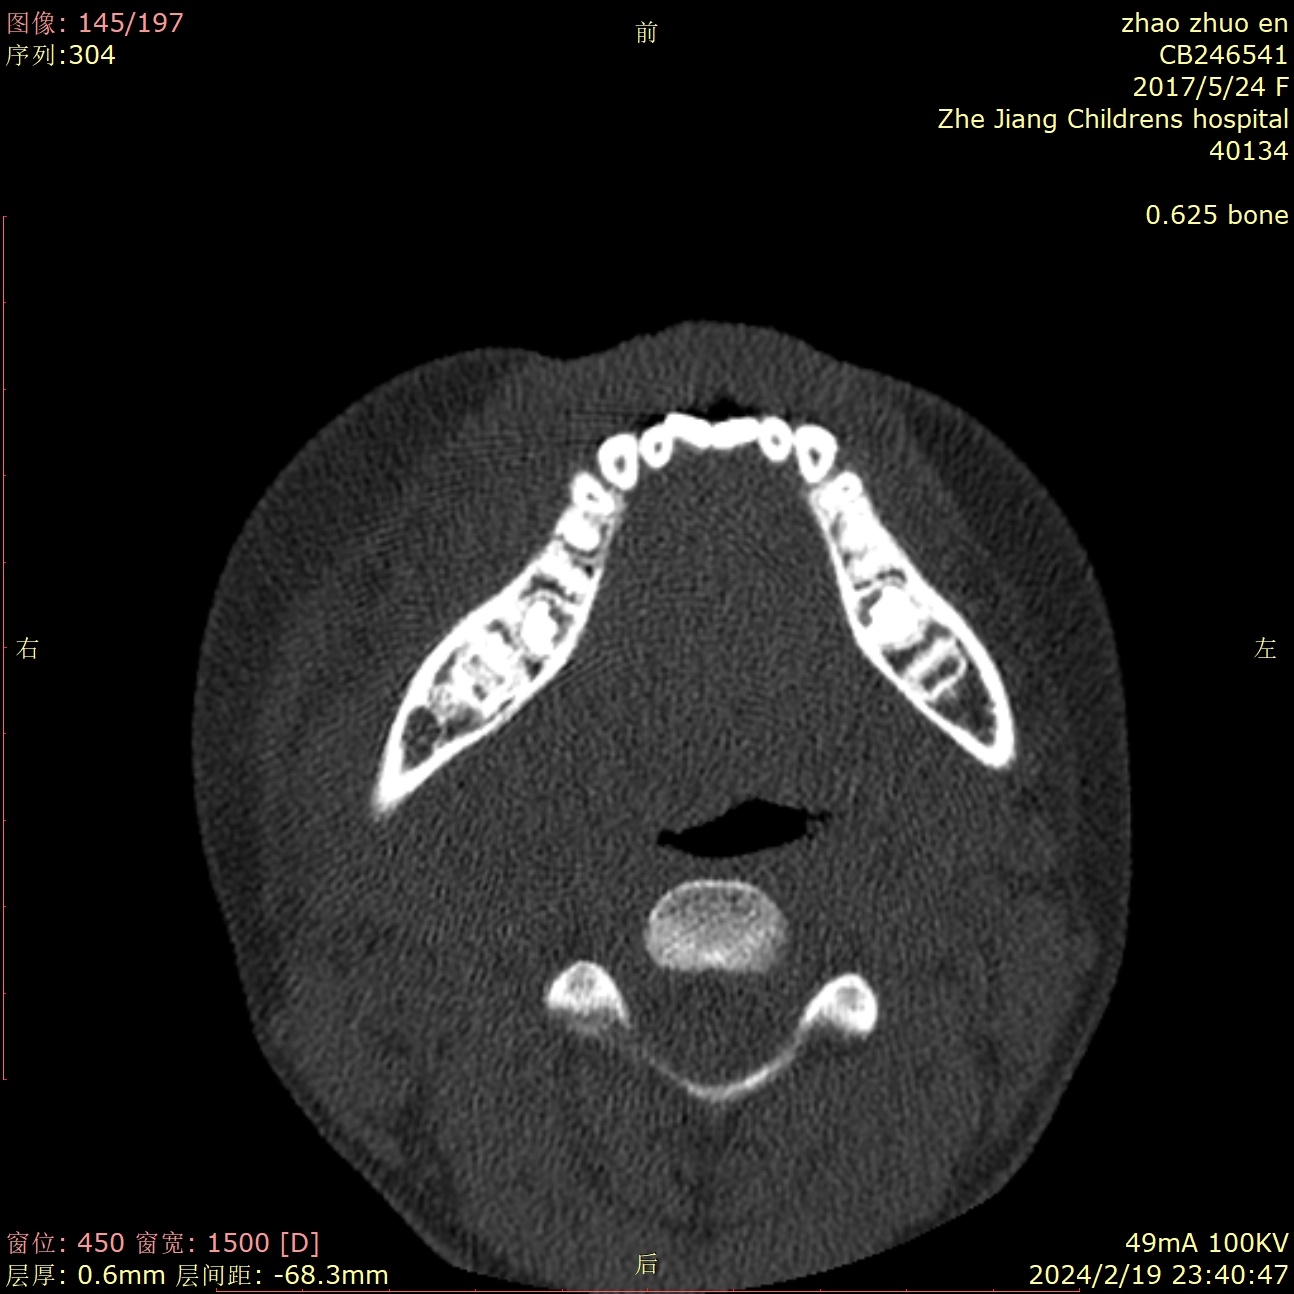 图像: 145/197
序列:304
前
zhao zhuo en
CB246541
2017/5/24 F
Zhe Jiang Childrens hospital
40134
0.625 bone
右
左
窗位: 450 窗宽: 1500 [D]
层厚: 0.6mm 层间距: -68.3mm
后
49mA 100KV
2024/2/19 23:40:47